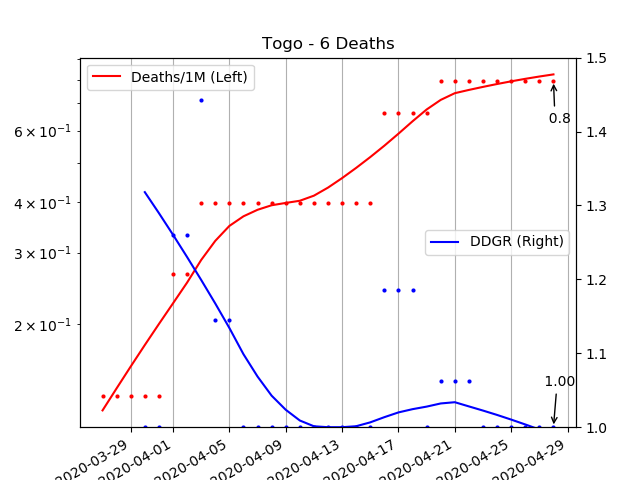 Togo - 6 Deaths
Deaths/1M (Left)
DDGR (Right)
0.8
1.00
6 × 10⁻¹
4 × 10⁻¹
3 × 10⁻¹
2 × 10⁻¹
1.5
1.4
1.3
1.2
1.1
1.0
2020-03-29
2020-04-01
2020-04-05
2020-04-09
2020-04-13
2020-04-17
2020-04-21
2020-04-25
2020-04-29